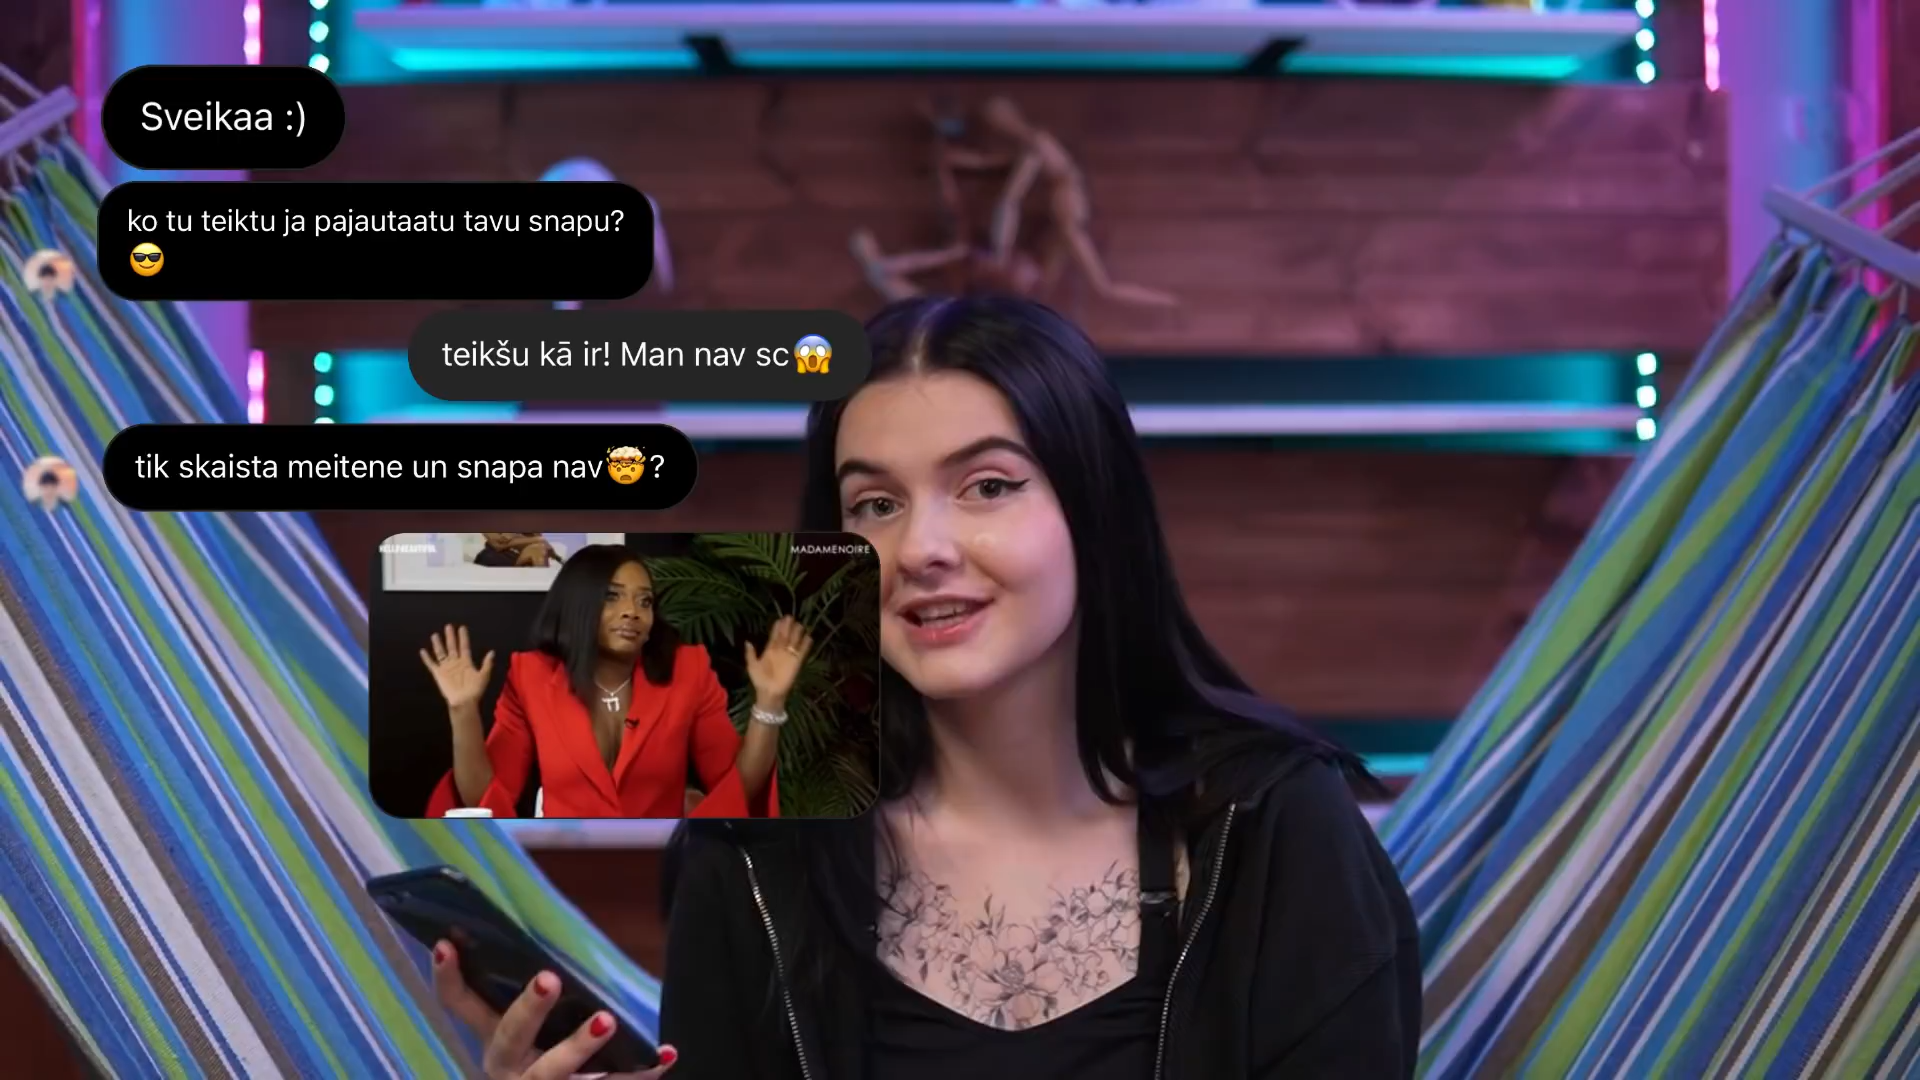 Sveikaa :)
ko tu teiktu ja pajautaatu tavu snapu?
😎
teikšu kā ir! Man nav sc😱
tik skaista meitene un snapa nav🤯?
MADAMENOIRE